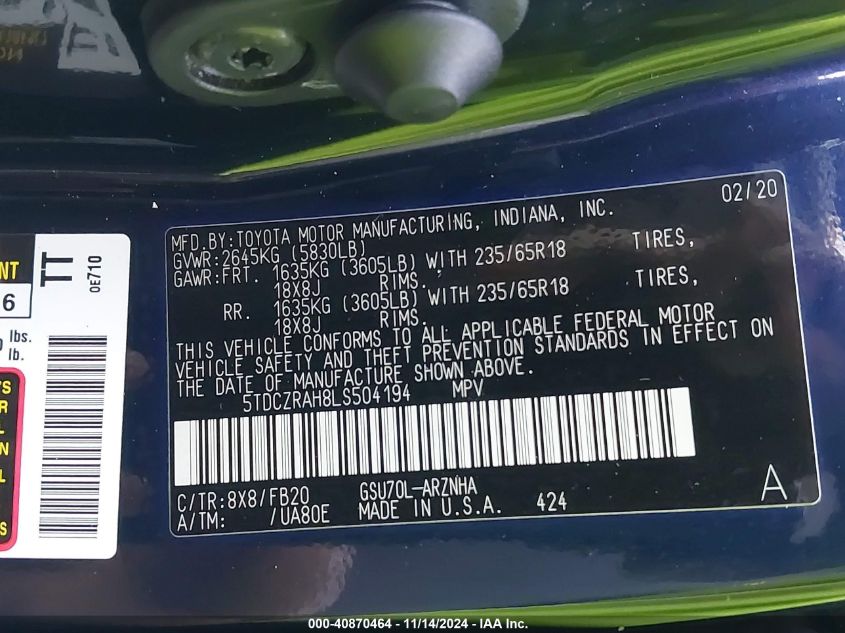 02/20
MFD.BY:TOYOTA MOTOR MANUFACTURING, INDIANA, INC.
GVWR:2645KG (5830LB)
GAWR:FRT. 1635KG (3605LB) WITH 235/65R18 TIRES,
18X8J RIMS.
RR. 1635KG (3605LB) WITH 235/65R18 TIRES,
18X8J RIMS.
THIS VEHICLE CONFORMS TO ALL APPLICABLE FEDERAL MOTOR
VEHICLE SAFETY AND THEFT PREVENTION STANDARDS IN EFFECT ON
THE DATE OF MANUFACTURE SHOWN ABOVE.
5TDCZRAH8LS504194 MPV
C/TR:8X8/FB20 GSU70L-ARZNHA
A/TM: /UA80E MADE IN U.S.A. 424
A
TT
0E710
6
lbs.
lb.
000-40870464 - 11/14/2024 - IAA Inc.